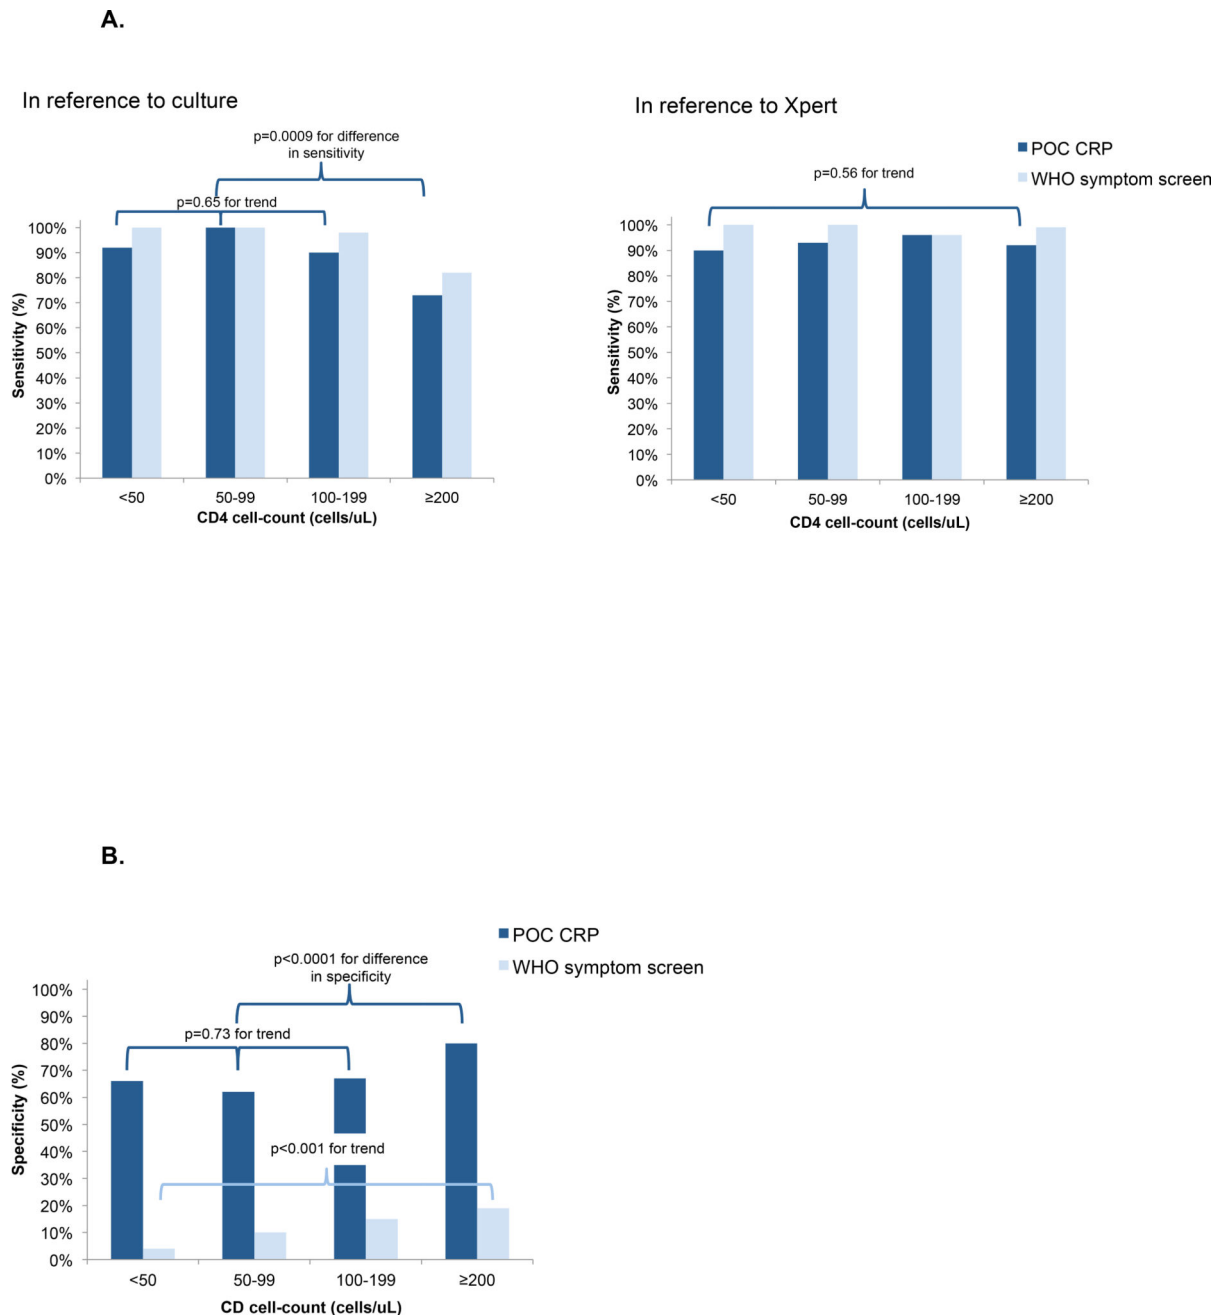 A.
In reference to culture
p=0.0009 for difference
in sensitivity
p=0.65 for trend
100%
90%
80%
70%
60%
50%
40%
30%
20%
10%
0%
Sensitivity (%)
<50
50-99
100-199
≥200
CD4 cell-count (cells/uL)
In reference to Xpert
POC CRP
WHO symptom screen
p=0.56 for trend
100%
90%
80%
70%
60%
50%
40%
30%
20%
10%
0%
Sensitivity (%)
<50
50-99
100-199
≥200
CD4 cell-count (cells/uL)
B.
POC CRP
WHO symptom screen
p<0.0001 for difference
in specificity
p=0.73 for trend
p<0.001 for trend
100%
90%
80%
70%
60%
50%
40%
30%
20%
10%
0%
Specificity (%)
<50
50-99
100-199
≥200
CD cell-count (cells/uL)